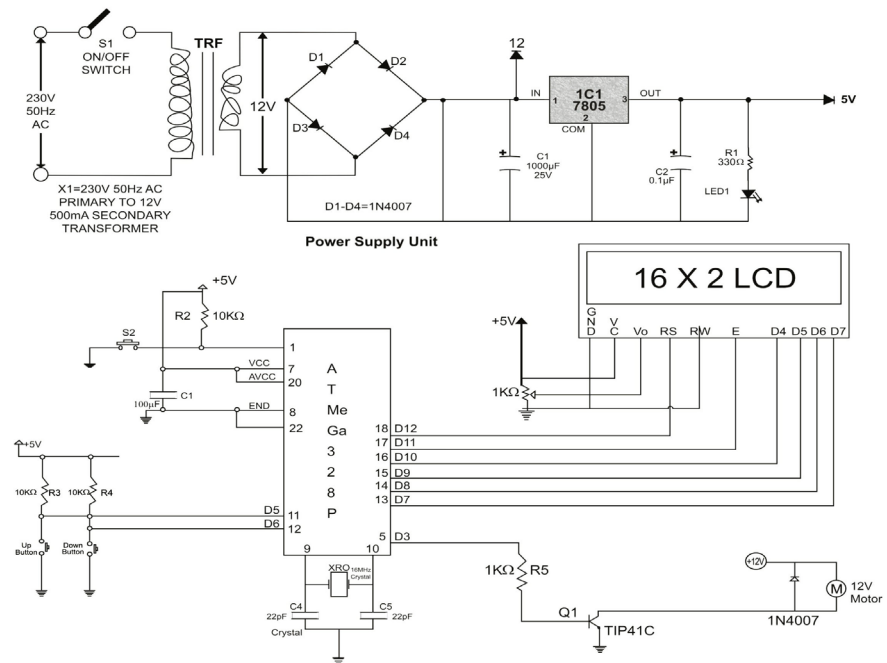 S1
ON/OFF
SWITCH
TRF
230V
50Hz
AC
12V
D1
D2
D3
D4
12
IN
1
1C1
7805
3
OUT
2
COM
5V
C1
1000µF
25V
C2
0.1µF
R1
330Ω
LED1
X1=230V 50Hz AC
PRIMARY TO 12V
500mA SECONDARY
TRANSFORMER
D1-D4=1N4007
Power Supply Unit
16 X 2 LCD
GND
VC
Vo
RS
RW
E
D4
D5
D6
D7
+5V
1KΩ
+5V
R2
10KΩ
S2
1
VCC
7
AVCC
20
C1
100µF
END
8
22
ATMeGa328P
18
D12
17
D11
16
D10
15
D9
14
D8
13
D7
+5V
10KΩ
R3
10KΩ
R4
D5
11
D6
12
5
D3
Up
Button
Down
Button
9
10
XRO
16MHz
Crystal
C4
22pF
C5
22pF
Crystal
1KΩ
R5
Q1
TIP41C
+12V
1N4007
M
12V
Motor